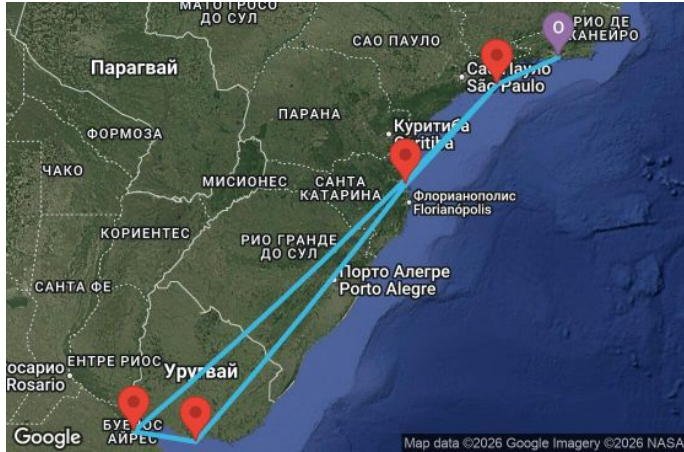 МАТО ГРОСО
ДО СУЛ
О
РИО ДЕ
ЖАНЕЙРО
САО ПАУЛО
Парагвай
São Paulo
ПАРАНА
Куритиба
Curitiba
ФОРМОЗА
ЧАКО
МИСИОНЕС
САНТА
КАТАРИНА
Флорианополис
Florianópolis
КОРИЕНТЕС
РИО ГРАНДЕ
ДО СУЛ
Порто Алегре
Porto Alegre
САНТА ФЕ
ЕНТРЕ РИОС
Уругвай
Росарио
Rosario
БУЕНОС
АЙРЕС
Google
Map data ©2026 Google Imagery ©2026 NASA